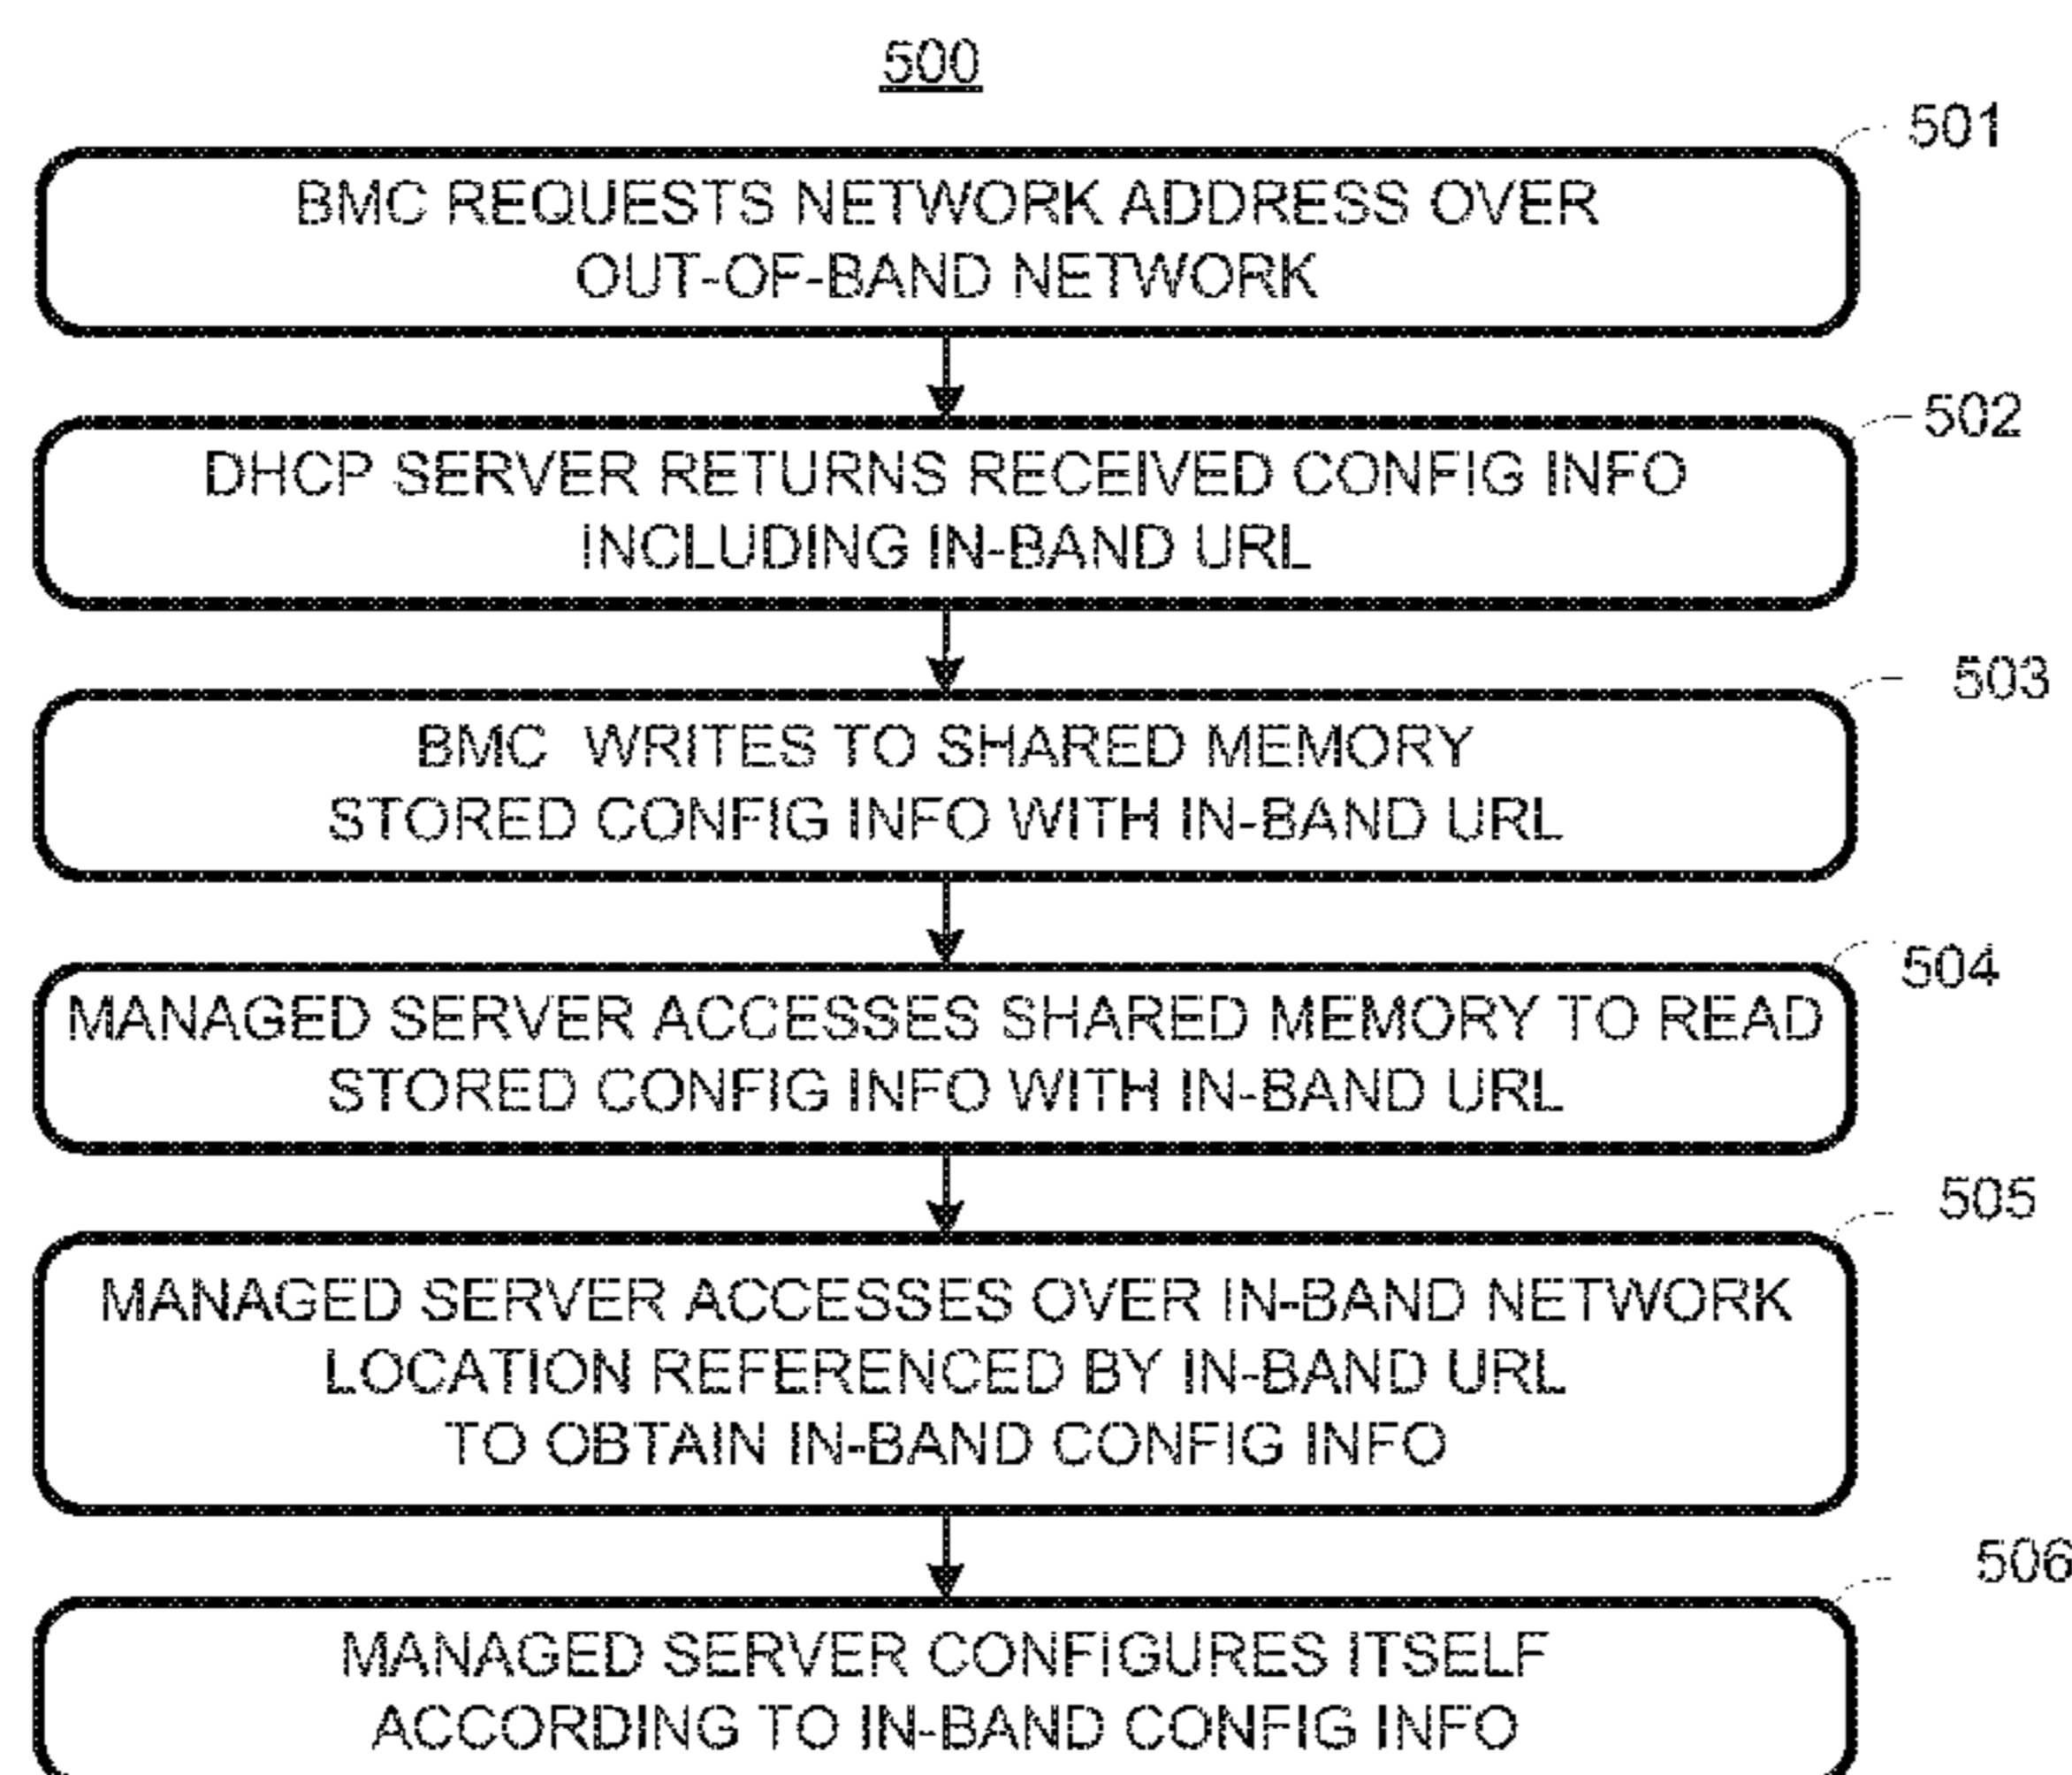 500
501
BMC REQUESTS NETWORK ADDRESS OVER
OUT-OF-BAND NETWORK
502
DHCP SERVER RETURNS RECEIVED CONFIG INFO
INCLUDING IN-BAND URL
503
BMC WRITES TO SHARED MEMORY
STORED CONFIG INFO WITH IN-BAND URL
504
MANAGED SERVER ACCESSES SHARED MEMORY TO READ
STORED CONFIG INFO WITH IN-BAND URL
505
MANAGED SERVER ACCESSES OVER IN-BAND NETWORK
LOCATION REFERENCED BY IN-BAND URL
TO OBTAIN IN-BAND CONFIG INFO
506
MANAGED SERVER CONFIGURES ITSELF
ACCORDING TO IN-BAND CONFIG INFO